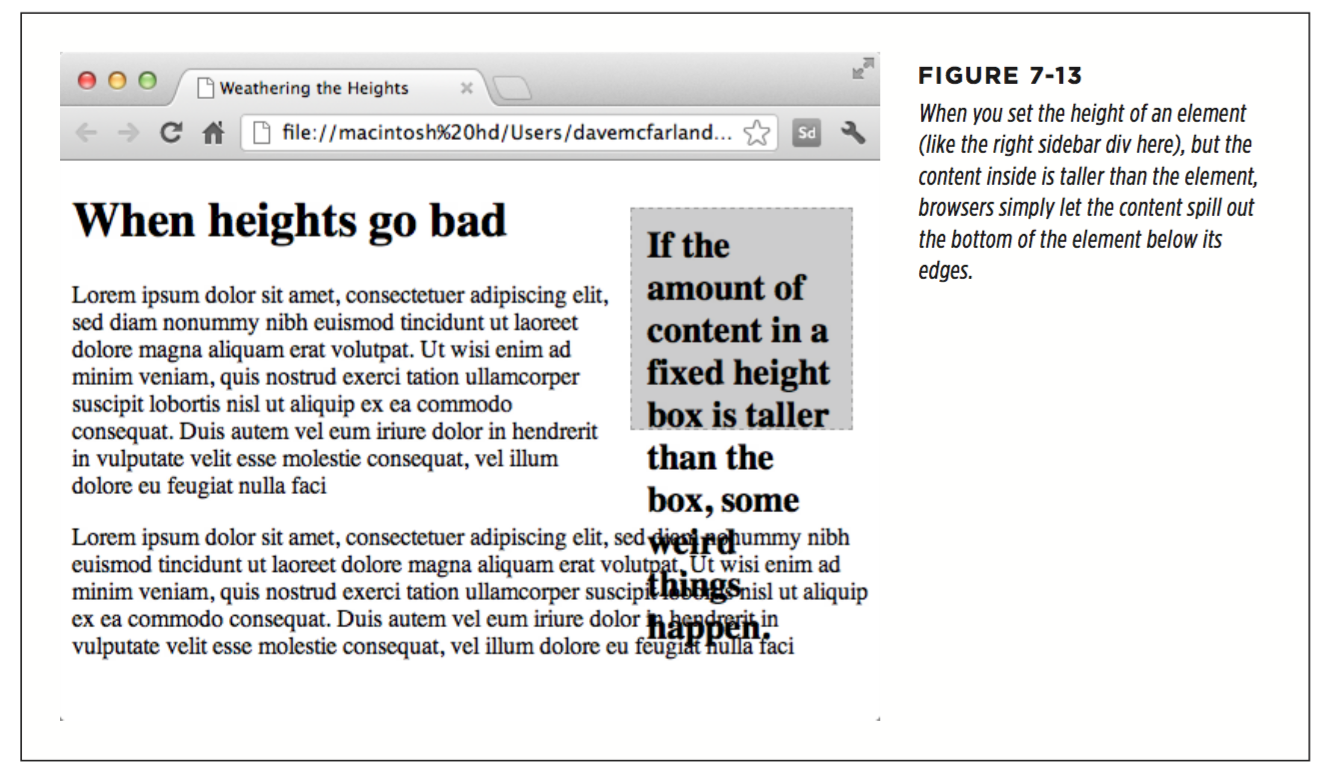 Weathering the Heights
file://macintosh%20hd/Users/davemcfarland...
Sd
When heights go bad
Lorem ipsum dolor sit amet, consectetuer adipiscing elit,
sed diam nonummy nibh euismod tincidunt ut laoreet
dolore magna aliquam erat volutpat. Ut wisi enim ad
minim veniam, quis nostrud exerci tation ullamcorper
suscipit lobortis nisl ut aliquip ex ea commodo
consequat. Duis autem vel eum iriure dolor in hendrerit
in vulputate velit esse molestie consequat, vel illum
dolore eu feugiat nulla faci
If the
amount of
content in a
fixed height
box is taller
than the
box, some
weird
things
happen.
Lorem ipsum dolor sit amet, consectetuer adipiscing elit, sed diam nonummy nibh
euismod tincidunt ut laoreet dolore magna aliquam erat volutpat. Ut wisi enim ad
minim veniam, quis nostrud exerci tation ullamcorper suscipit lobortis nisl ut aliquip
ex ea commodo consequat. Duis autem vel eum iriure dolor in hendrerit in
vulputate velit esse molestie consequat, vel illum dolore eu feugiat nulla faci
FIGURE 7-13
When you set the height of an element
(like the right sidebar div here), but the
content inside is taller than the element,
browsers simply let the content spill out
the bottom of the element below its
edges.